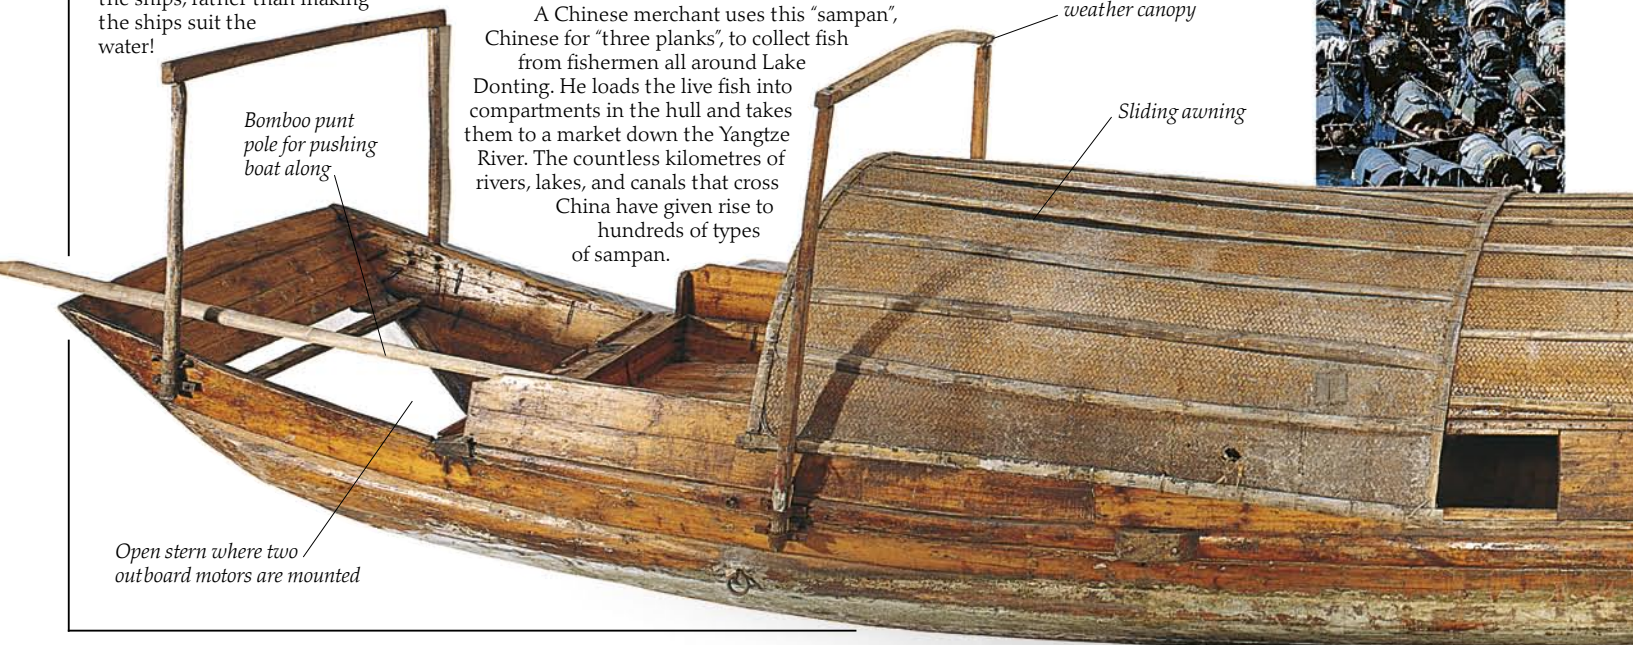 the ships, rather than making
the ships suit the
water!
A Chinese merchant uses this “sampan”,
Chinese for “three planks”, to collect fish
from fishermen all around Lake
Donting. He loads the live fish into
compartments in the hull and takes
them to a market down the Yangtze
River. The countless kilometres of
rivers, lakes, and canals that cross
China have given rise to
hundreds of types
of sampan.
weather canopy
Bomboo punt
pole for pushing
boat along
Sliding awning
Open stern where two
outboard motors are mounted